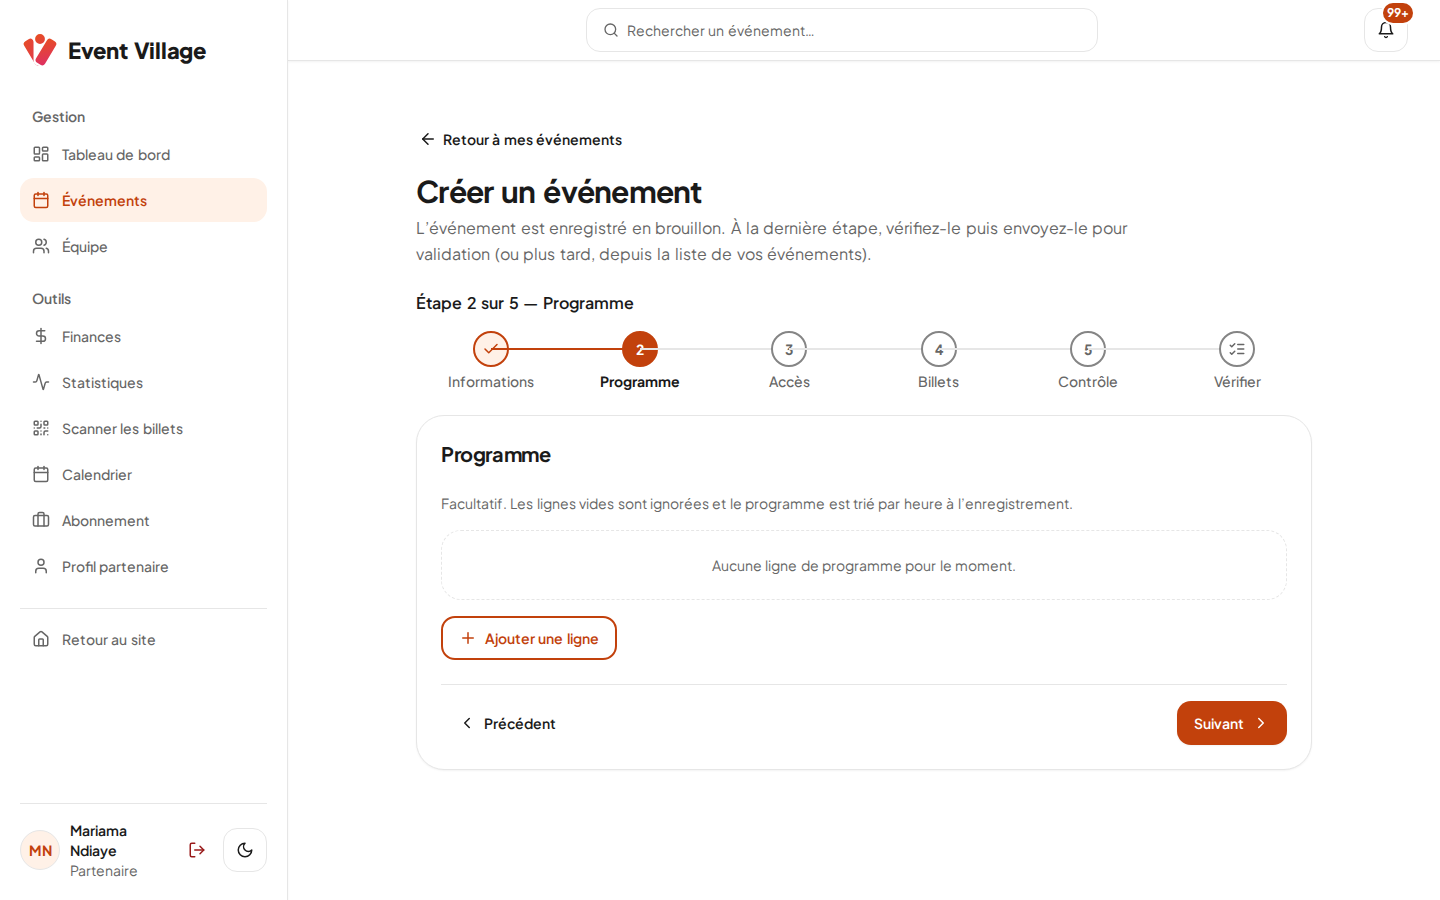 Event Village
Rechercher un événement…
99+
Gestion
Tableau de bord
Événements
Équipe
Outils
Finances
Statistiques
Scanner les billets
Calendrier
Abonnement
Profil partenaire
Retour au site
MN
Mariama
Ndiaye
Partenaire
Retour à mes événements
Créer un événement
L’événement est enregistré en brouillon. À la dernière étape, vérifiez-le puis envoyez-le pour
validation (ou plus tard, depuis la liste de vos événements).
Étape 2 sur 5 — Programme
2 3 4 5
Informations Programme Accès Billets Contrôle Vérifier
Programme
Facultatif. Les lignes vides sont ignorées et le programme est trié par heure à l’enregistrement.
Aucune ligne de programme pour le moment.
Ajouter une ligne
Précédent
Suivant